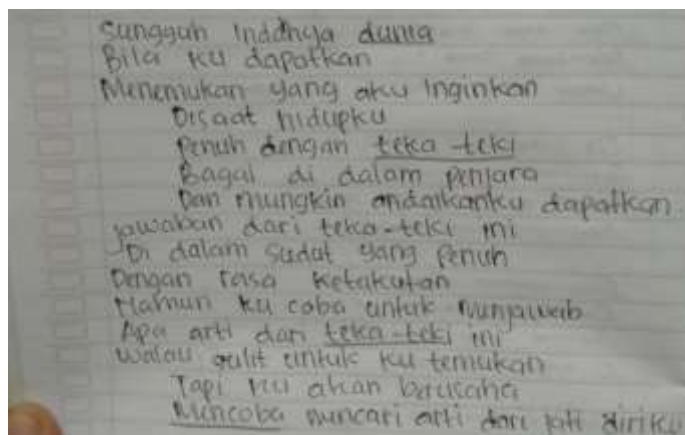 Sungguh Indahnya dunia
Bila ku dapatkan
Menemukan yang aku inginkan
Disaat hidupku
Penuh dengan teka-teki
Bagai di dalam penjara
Dan mungkin andaikanku dapatkan
jawaban dari teka-teki ini
Di dalam sudut yang penuh
Dengan rasa ketakutan
Namun ku coba untuk menjawab
Apa arti dari teka-teki ini
walau sulit untuk ku temukan
Tapi ku akan berusaha
Mencoba mencari arti dari jati diriku